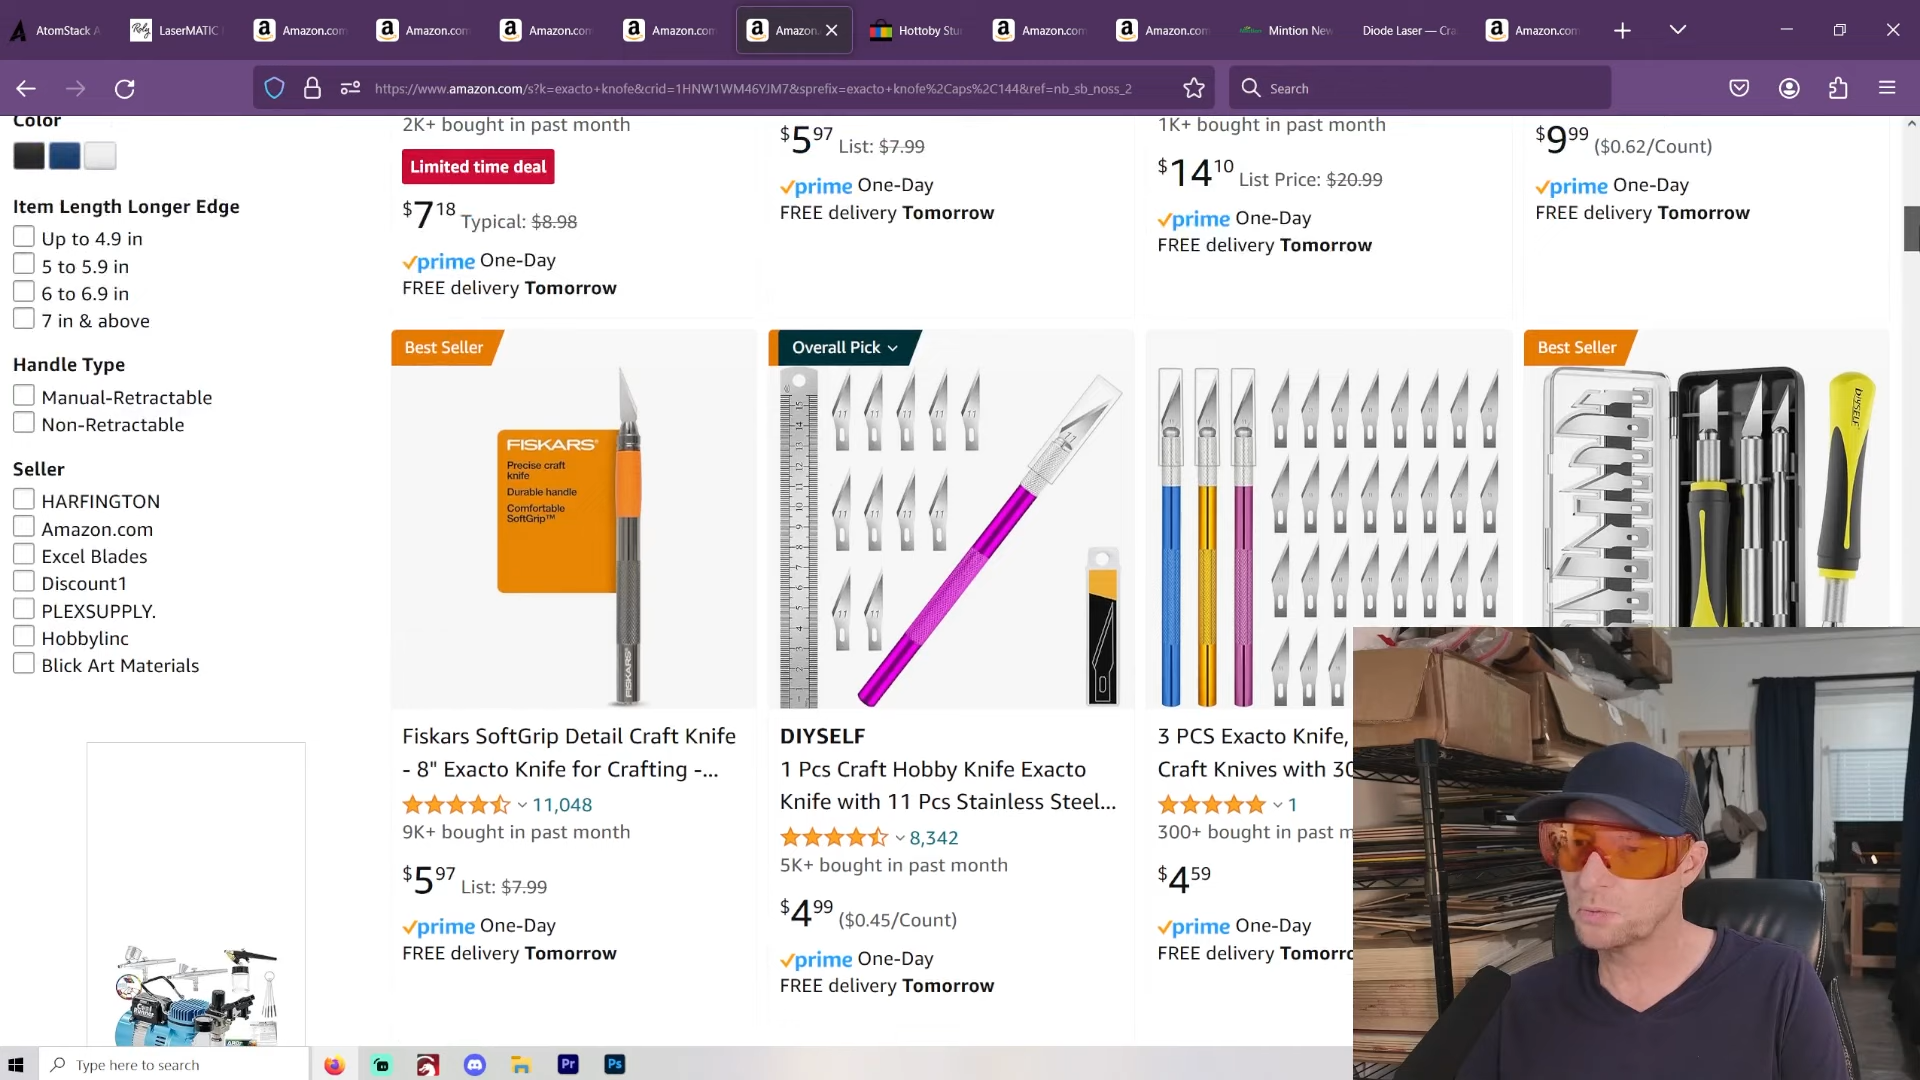 AtomStack A
LaserMATIC
Amazon.com
Amazon.com
Amazon.com
Amazon.com
Amazon.
Hottoby Stu
Amazon.com
Amazon.com
Mintion New
Diode Laser — Cra
Amazon.com
https://www.amazon.com/s?k=exacto+knofe&crid=1HNW1WM46YJM7&sprefix=exacto+knofe%2Caps%2C144&ref=nb_sb_noss_2
Search
Color
Item Length Longer Edge
Up to 4.9 in
5 to 5.9 in
6 to 6.9 in
7 in & above
Handle Type
Manual-Retractable
Non-Retractable
Seller
HARFINGTON
Amazon.com
Excel Blades
Discount1
PLEXSUPPLY.
Hobbylinc
Blick Art Materials
2K+ bought in past month
Limited time deal
$7 18 Typical: $8.98
prime One-Day
FREE delivery Tomorrow
$5 97 List: $7.99
prime One-Day
FREE delivery Tomorrow
1K+ bought in past month
$14 10 List Price: $20.99
prime One-Day
FREE delivery Tomorrow
$9 99 ($0.62/Count)
prime One-Day
FREE delivery Tomorrow
Best Seller
FISKARS
Precise craft
knife
Durable handle
Comfortable
SoftGrip™
FISKARS
Fiskars SoftGrip Detail Craft Knife
- 8" Exacto Knife for Crafting -...
11,048
9K+ bought in past month
$5 97 List: $7.99
prime One-Day
FREE delivery Tomorrow
Overall Pick
DIYSELF
1 Pcs Craft Hobby Knife Exacto
Knife with 11 Pcs Stainless Steel...
8,342
5K+ bought in past month
$4 99 ($0.45/Count)
prime One-Day
FREE delivery Tomorrow
3 PCS Exacto Knife,
Craft Knives with 30
1
300+ bought in past m
$4 59
prime One-Day
FREE delivery Tomorro
Best Seller
DIYSELF
Type here to search
Pr
Ps